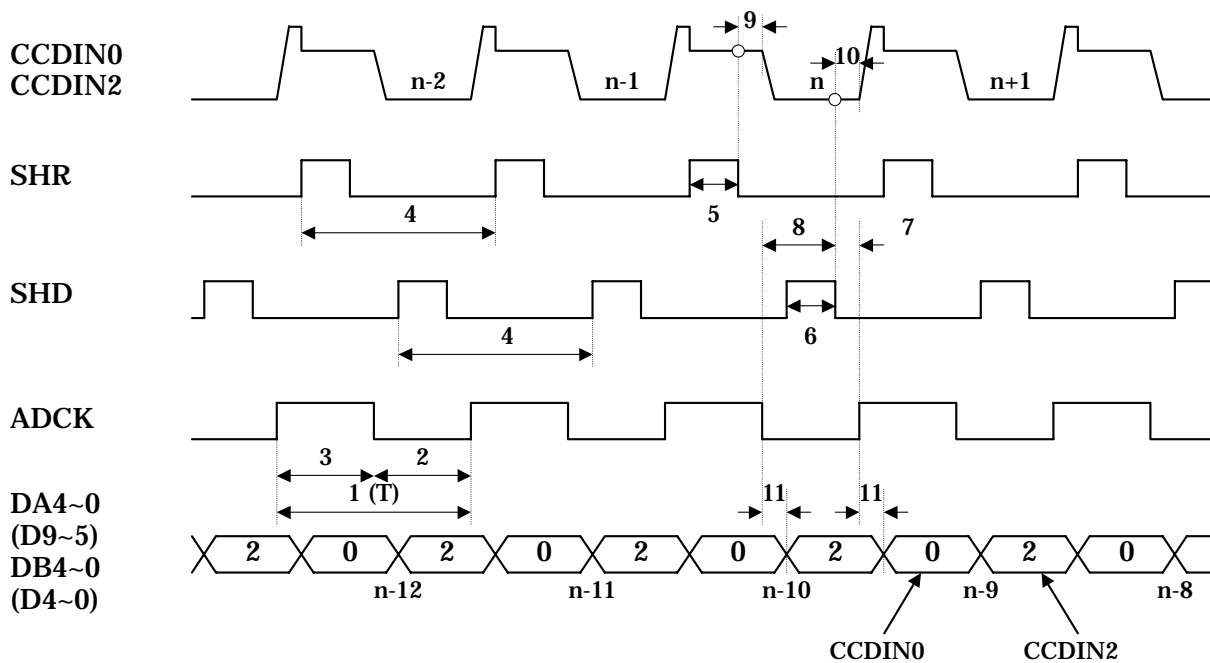 9
CCDIN0
CCDIN2
10
n-2
n-1
n
n+1
SHR
4
5
8
7
SHD
4
6
ADCK
3
2
1 (T)
11
11
DA4~0
(D9~5)
DB4~0
(D4~0)
2 0 2 0 2 0 2 0 2 0
n-12 n-11 n-10 n-9 n-8
CCDIN0 CCDIN2